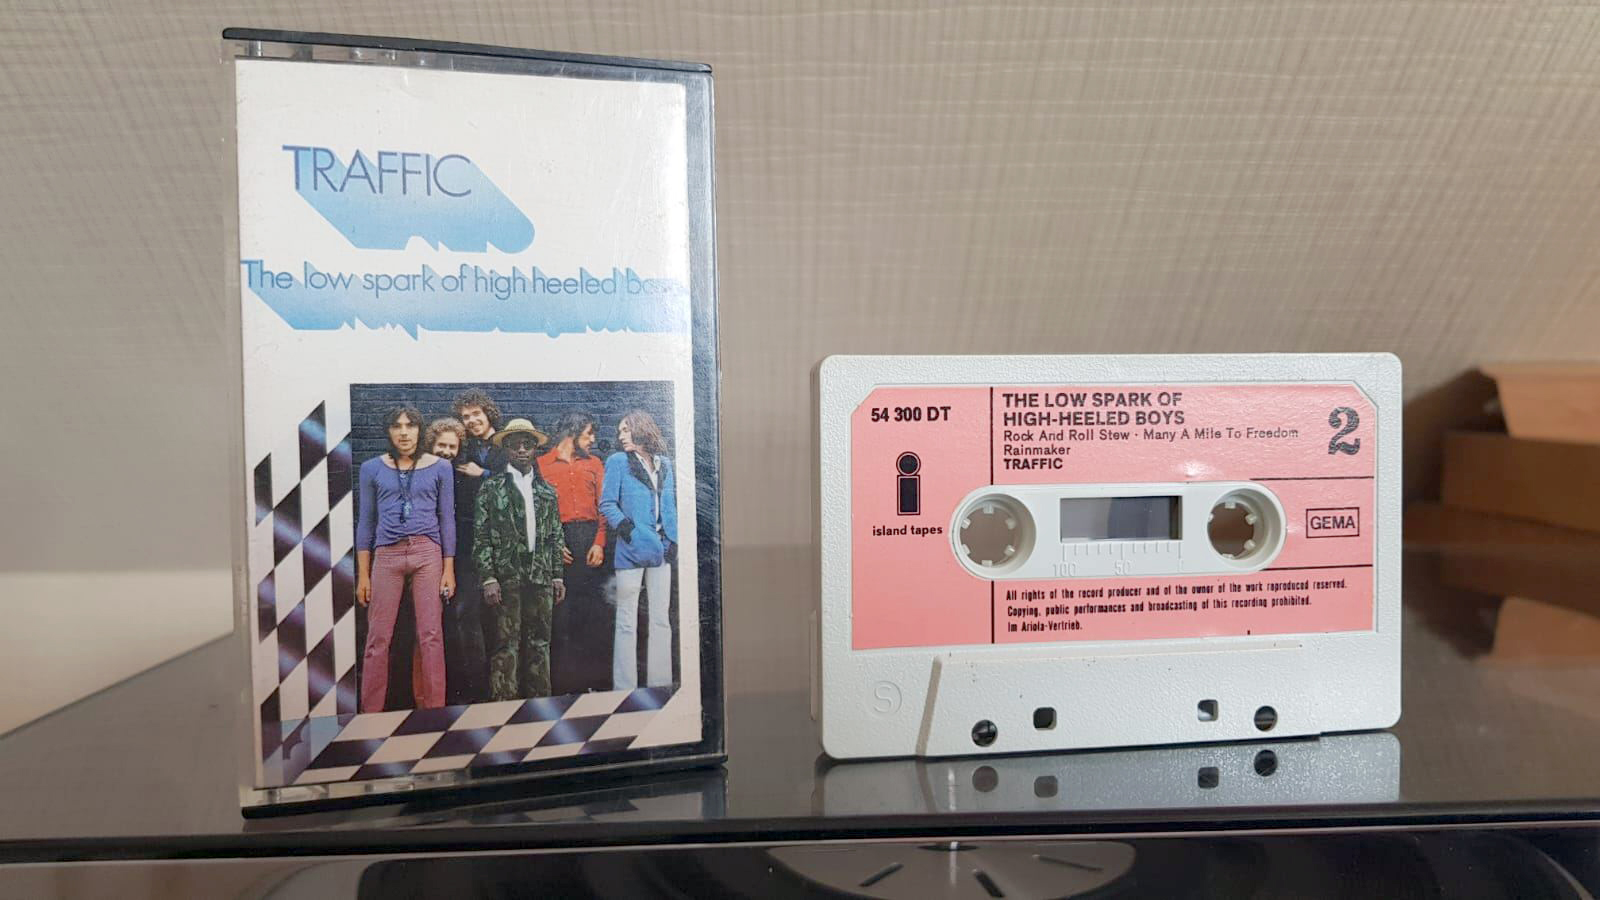 TRAFFIC
The low spark of high heeled
54 300 DT
island tapes
THE LOW SPARK OF
HIGH-HEELED BOYS
Rock And Roll Stew · Many A Mile To Freedom
Rainmaker
TRAFFIC
2
GEMA
100 50 0
All rights of the record producer and of the owner of the work reproduced reserved.
Copying, public performances and broadcasting of this recording prohibited.
Im Ariola-Vertrieb.
S